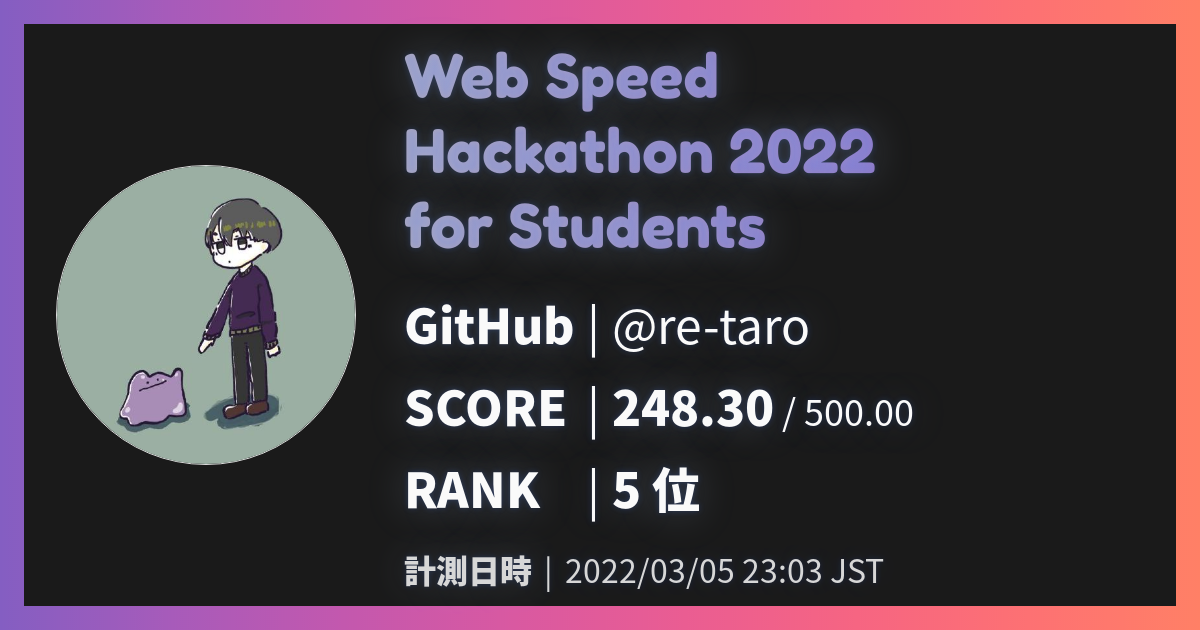 Web Speed
Hackathon 2022
for Students
GitHub | @re-taro
SCORE | 248.30 / 500.00
RANK | 5 位
計測日時 | 2022/03/05 23:03 JST